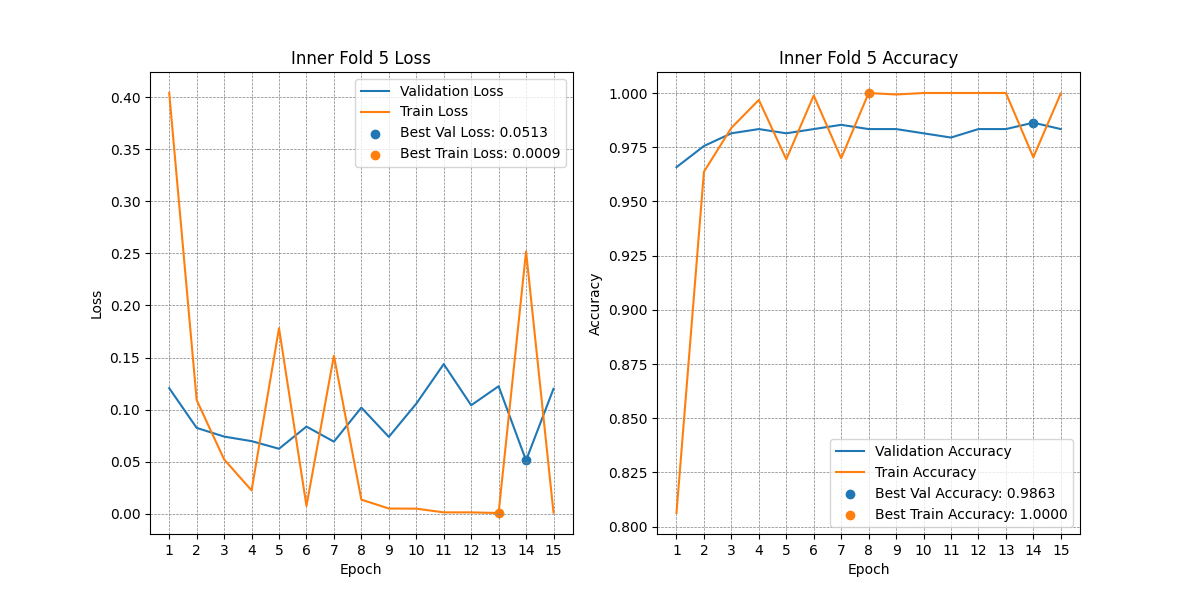 Inner Fold 5 Loss
Validation Loss
Train Loss
Best Val Loss: 0.0513
Best Train Loss: 0.0009
0.40
0.35
0.30
0.25
0.20
0.15
0.10
0.05
0.00
Loss
1 2 3 4 5 6 7 8 9 10 11 12 13 14 15
Epoch
Inner Fold 5 Accuracy
1.000
0.975
0.950
0.925
0.900
0.875
0.850
0.825
0.800
Accuracy
Validation Accuracy
Train Accuracy
Best Val Accuracy: 0.9863
Best Train Accuracy: 1.0000
1 2 3 4 5 6 7 8 9 10 11 12 13 14 15
Epoch